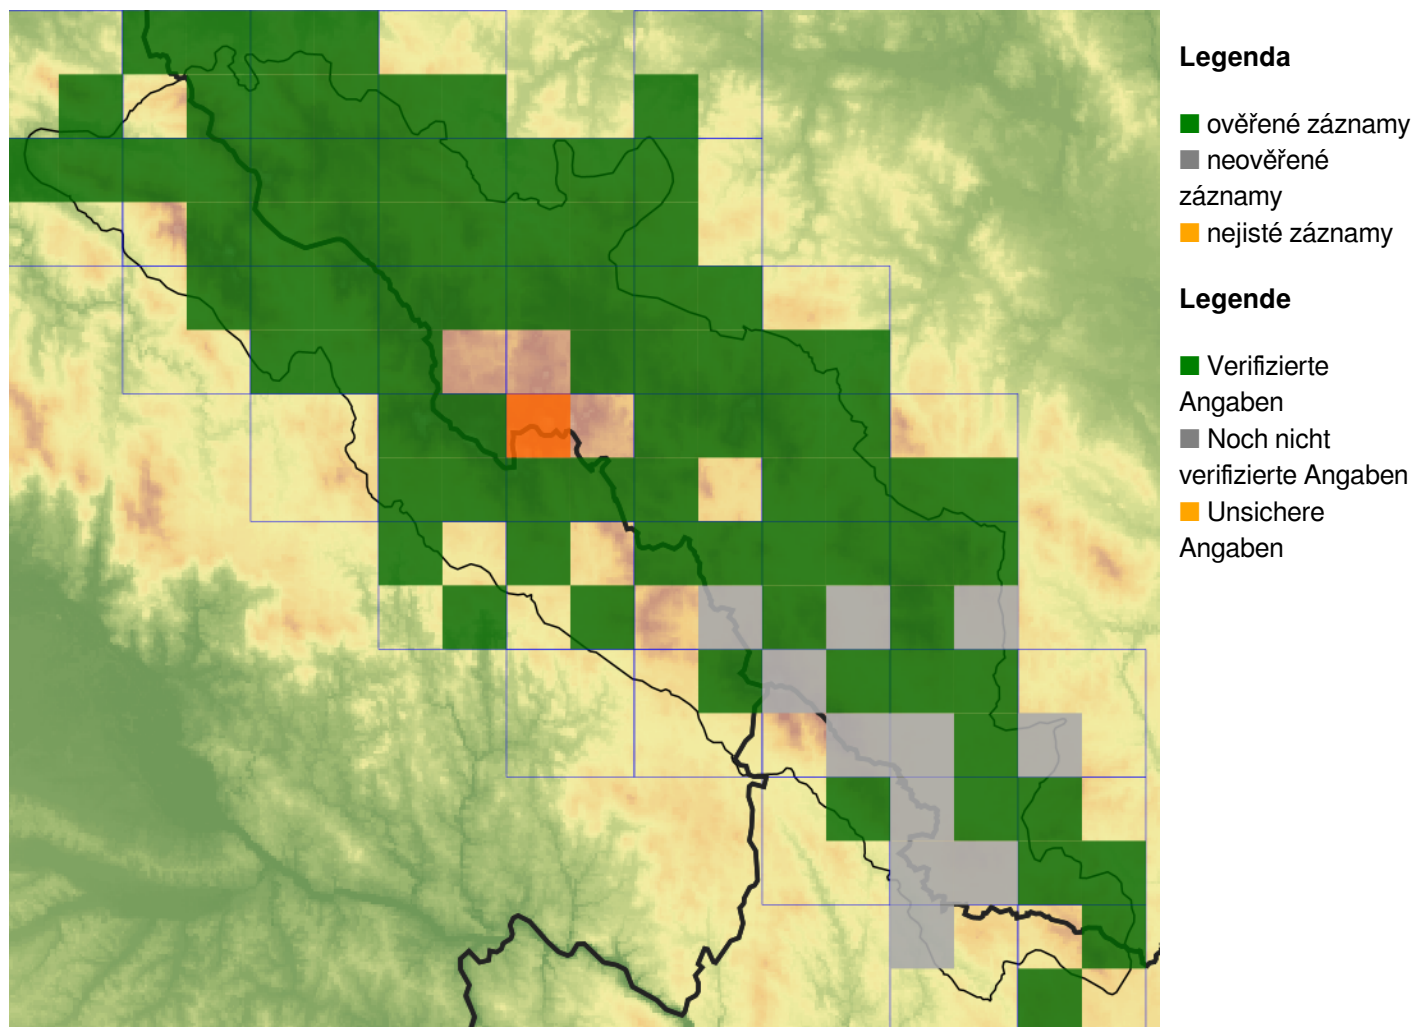 Legenda
ověřené záznamy
neověřené
záznamy
nejisté záznamy
Legende
Verifizierte
Angaben
Noch nicht
verifizierte Angaben
Unsichere
Angaben